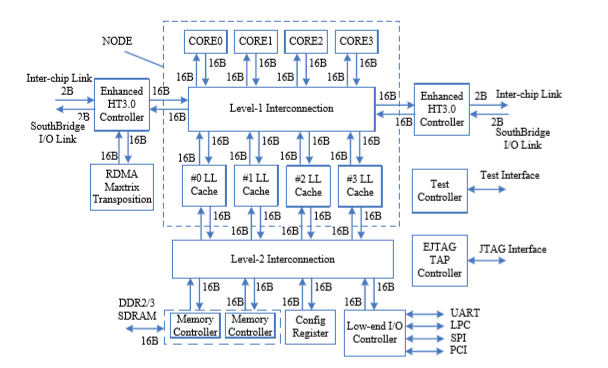 NODE
CORE0 CORE1 CORE2 CORE3
16B 16B 16B 16B
16B 16B 16B 16B
Inter-chip Link
2B
Enhanced
HT3.0
Controller
16B
16B
2B
SouthBridge
I/O Link
Level-1 Interconnection
16B
16B
Enhanced
HT3.0
Controller
2B
Inter-chip Link
2B
SouthBridge
I/O Link
16B
16B
RDMA
Maxtrix
Transposition
16B 16B 16B 16B
16B 16B 16B 16B
#0 LL
Cache
#1 LL
Cache
#2 LL
Cache
#3 LL
Cache
Test
Controller
Test Interface
16B 16B 16B 16B
16B 16B 16B 16B
Level-2 Interconnection
EJTAG
TAP
Controller
JTAG Interface
16B 16B 16B 16B
16B 16B 16B 16B
DDR2/3
SDRAM
16B
Memory
Controller
Memory
Controller
Config
Register
Low-end I/O
Controller
UART
LPC
SPI
PCI